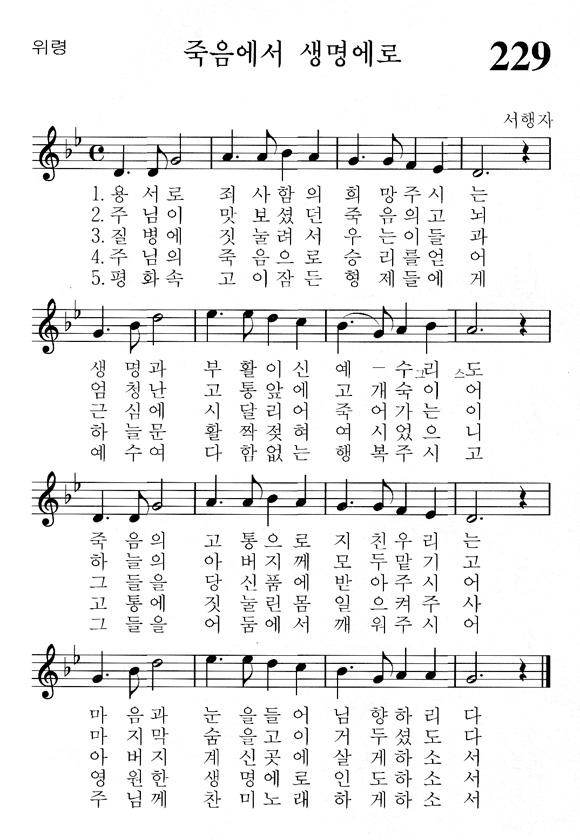 위령
죽음에서 생명에로
229
서행자
1.용서로 죄사함의 희망주시는
2.주님이 맛보셨던 죽음의고뇌
3.질병에 짓눌려서 우는이들과
4.주님의 죽음으로 승리를얻어
5.평화속 고이잠든 형제들에게
생명과 부활이신 예－수그리스도
엄청난 고통앞에 고개숙이어
근심에 시달리어 죽어가는이
하늘문 활짝젖혀 여시었으니
예수여 다함없는 행복주시고
죽음의 고통으로 지친우리는
하늘의 아버지께 모두맡기고
그들을 당신품에 받아주시어
고통에 짓눌린몸 일으켜주사
그들을 어둠에서 깨워주시어
마음과 눈을들어 님향하리다
마지막 숨을고이 거두셨도다
아버지 계신곳에 살게하소서
영원한 생명에로 인도하소서
주님께 찬미노래 하게하소서